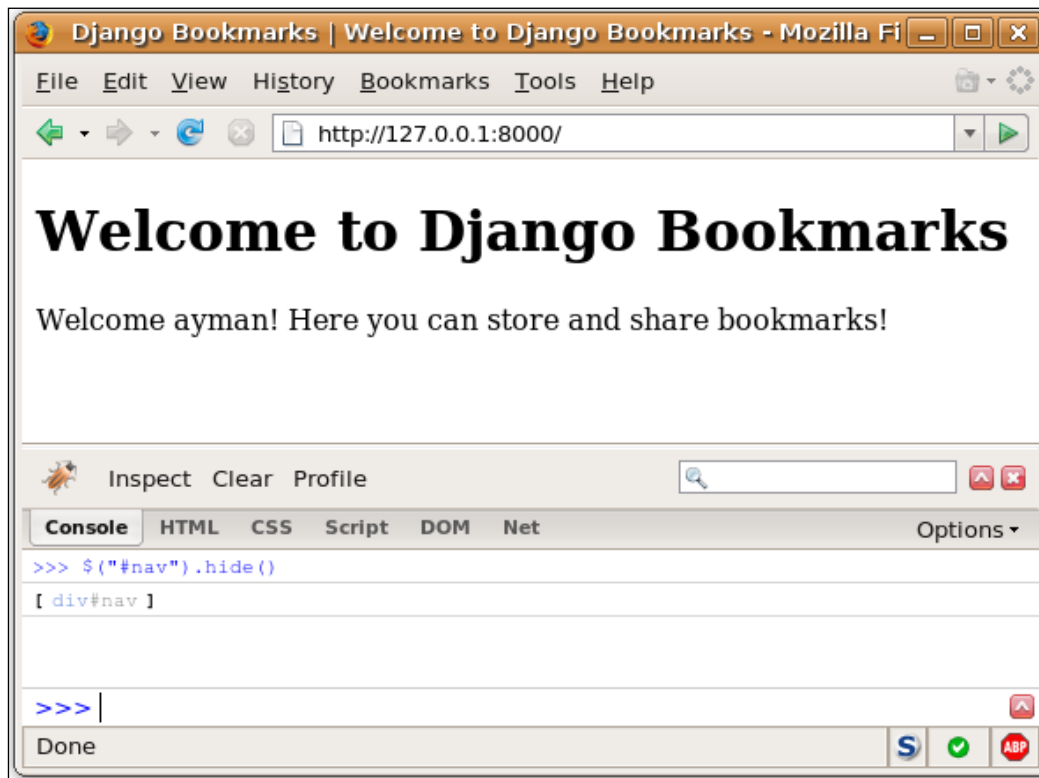 Django Bookmarks | Welcome to Django Bookmarks - Mozilla Fi
File Edit View History Bookmarks Tools Help
http://127.0.0.1:8000/
Welcome to Django Bookmarks
Welcome ayman! Here you can store and share bookmarks!
Inspect Clear Profile
Console HTML CSS Script DOM Net Options
>>> $("#nav").hide()
[ div#nav ]
>>>
Done S ABP